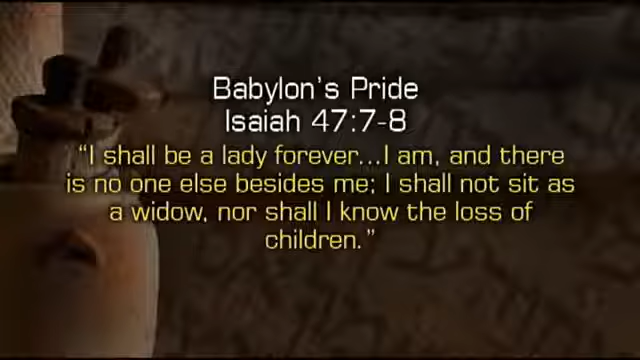 Babylon's Pride
Isaiah 47:7-8
“I shall be a lady forever...I am, and there
is no one else besides me; I shall not sit as
a widow, nor shall I know the loss of
children.”